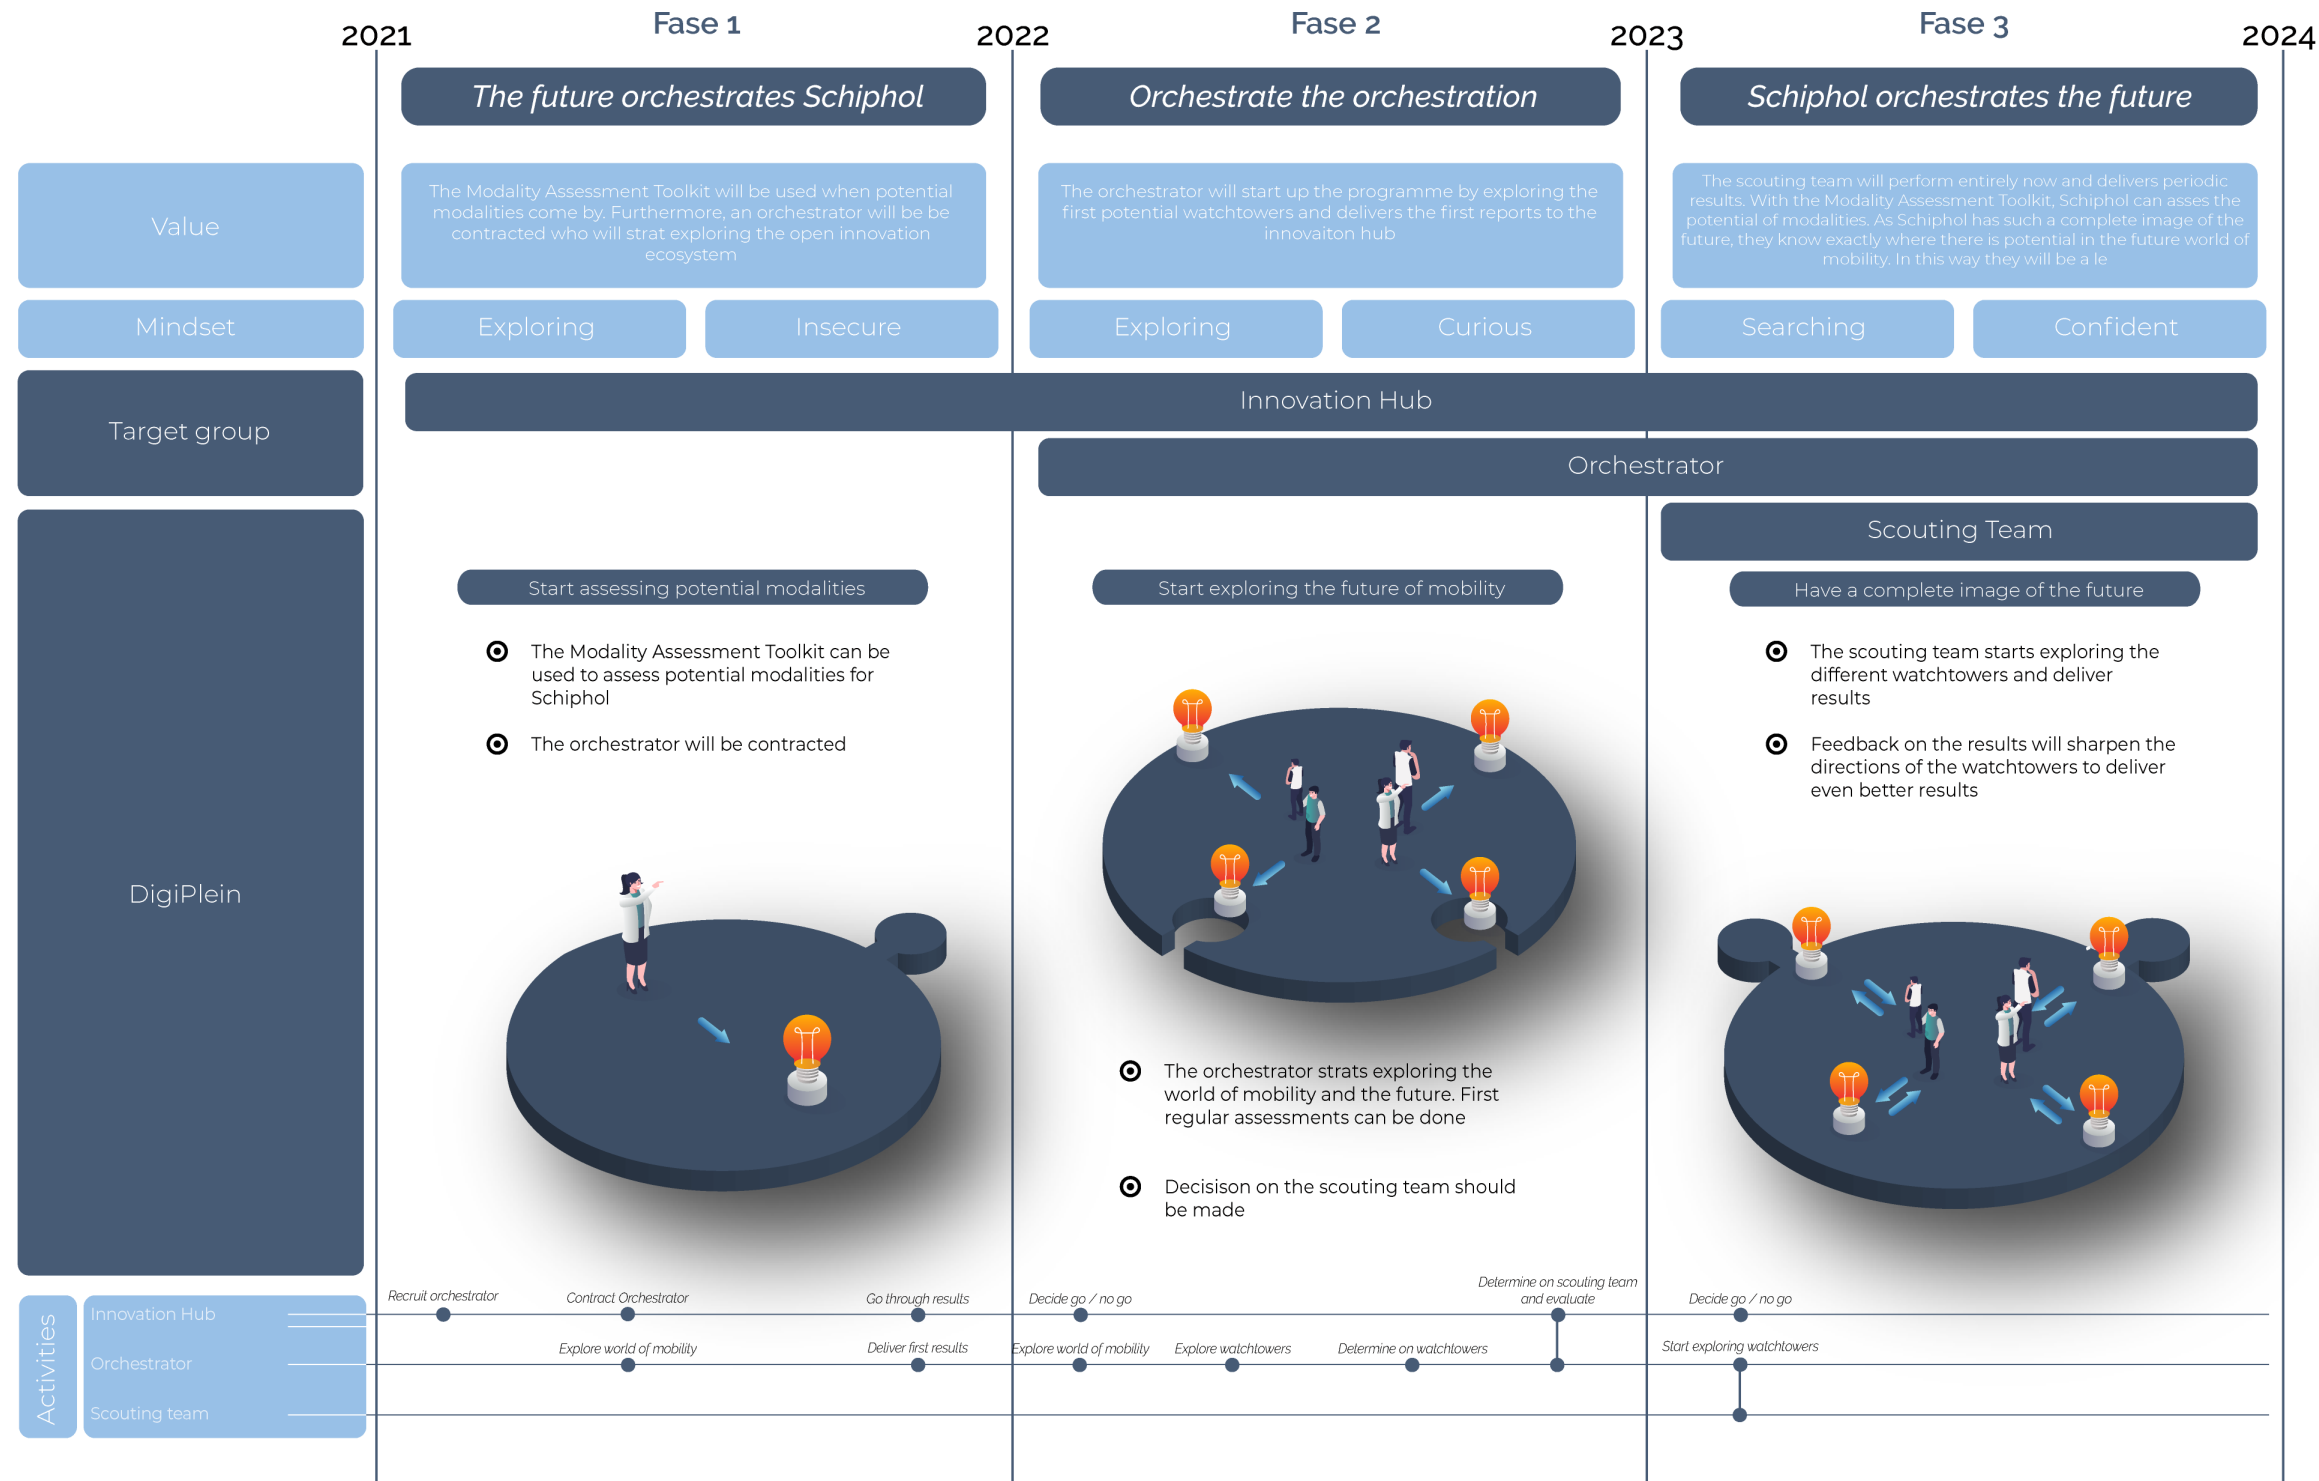 Fase 1
Fase 2
Fase 3
2021
2022
2023
2024
The future orchestrates Schiphol
Orchestrate the orchestration
Schiphol orchestrates the future
Value
The Modality Assessment Toolkit will be used when potential
modalities come by. Furthermore, an orchestrator will be be
contracted who will strat exploring the open innovation
ecosystem
The orchestrator will start up the programme by exploring the
first potential watchtowers and delivers the first reports to the
innovaiton hub
The scouting team will perform entirely now and delivers periodic
results. With the Modality Assessment Toolkit, Schiphol can asses the
potential of modalities. As Schiphol has such a complete image of the
future, they know exactly where there is potential in the future world of
mobility. In this way they will be a le
Mindset
Exploring
Insecure
Exploring
Curious
Searching
Confident
Target group
Innovation Hub
Orchestrator
Scouting Team
DigiPlein
Start assessing potential modalities
The Modality Assessment Toolkit can be
used to assess potential modalities for
Schiphol
The orchestrator will be contracted
Start exploring the future of mobility
The orchestrator strats exploring the
world of mobility and the future. First
regular assessments can be done
Decisison on the scouting team should
be made
Have a complete image of the future
The scouting team starts exploring the
different watchtowers and deliver
results
Feedback on the results will sharpen the
directions of the watchtowers to deliver
even better results
Activities
Innovation Hub
Recruit orchestrator
Contract Orchestrator
Go through results
Decide go / no go
Determine on scouting team
and evaluate
Decide go / no go
Orchestrator
Explore world of mobility
Deliver first results
Explore world of mobility
Explore watchtowers
Determine on watchtowers
Start exploring watchtowers
Scouting team